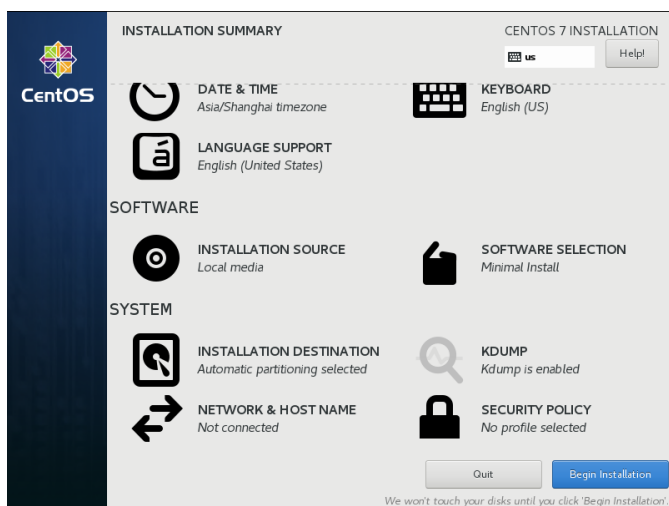 INSTALLATION SUMMARY
CENTOS 7 INSTALLATION
us
Help!
CentOS
DATE & TIME
Asia/Shanghai timezone
KEYBOARD
English (US)
á
LANGUAGE SUPPORT
English (United States)
SOFTWARE
INSTALLATION SOURCE
Local media
SOFTWARE SELECTION
Minimal Install
SYSTEM
INSTALLATION DESTINATION
Automatic partitioning selected
KDUMP
Kdump is enabled
NETWORK & HOST NAME
Not connected
SECURITY POLICY
No profile selected
Quit
Begin Installation
We won't touch your disks until you click 'Begin Installation'.